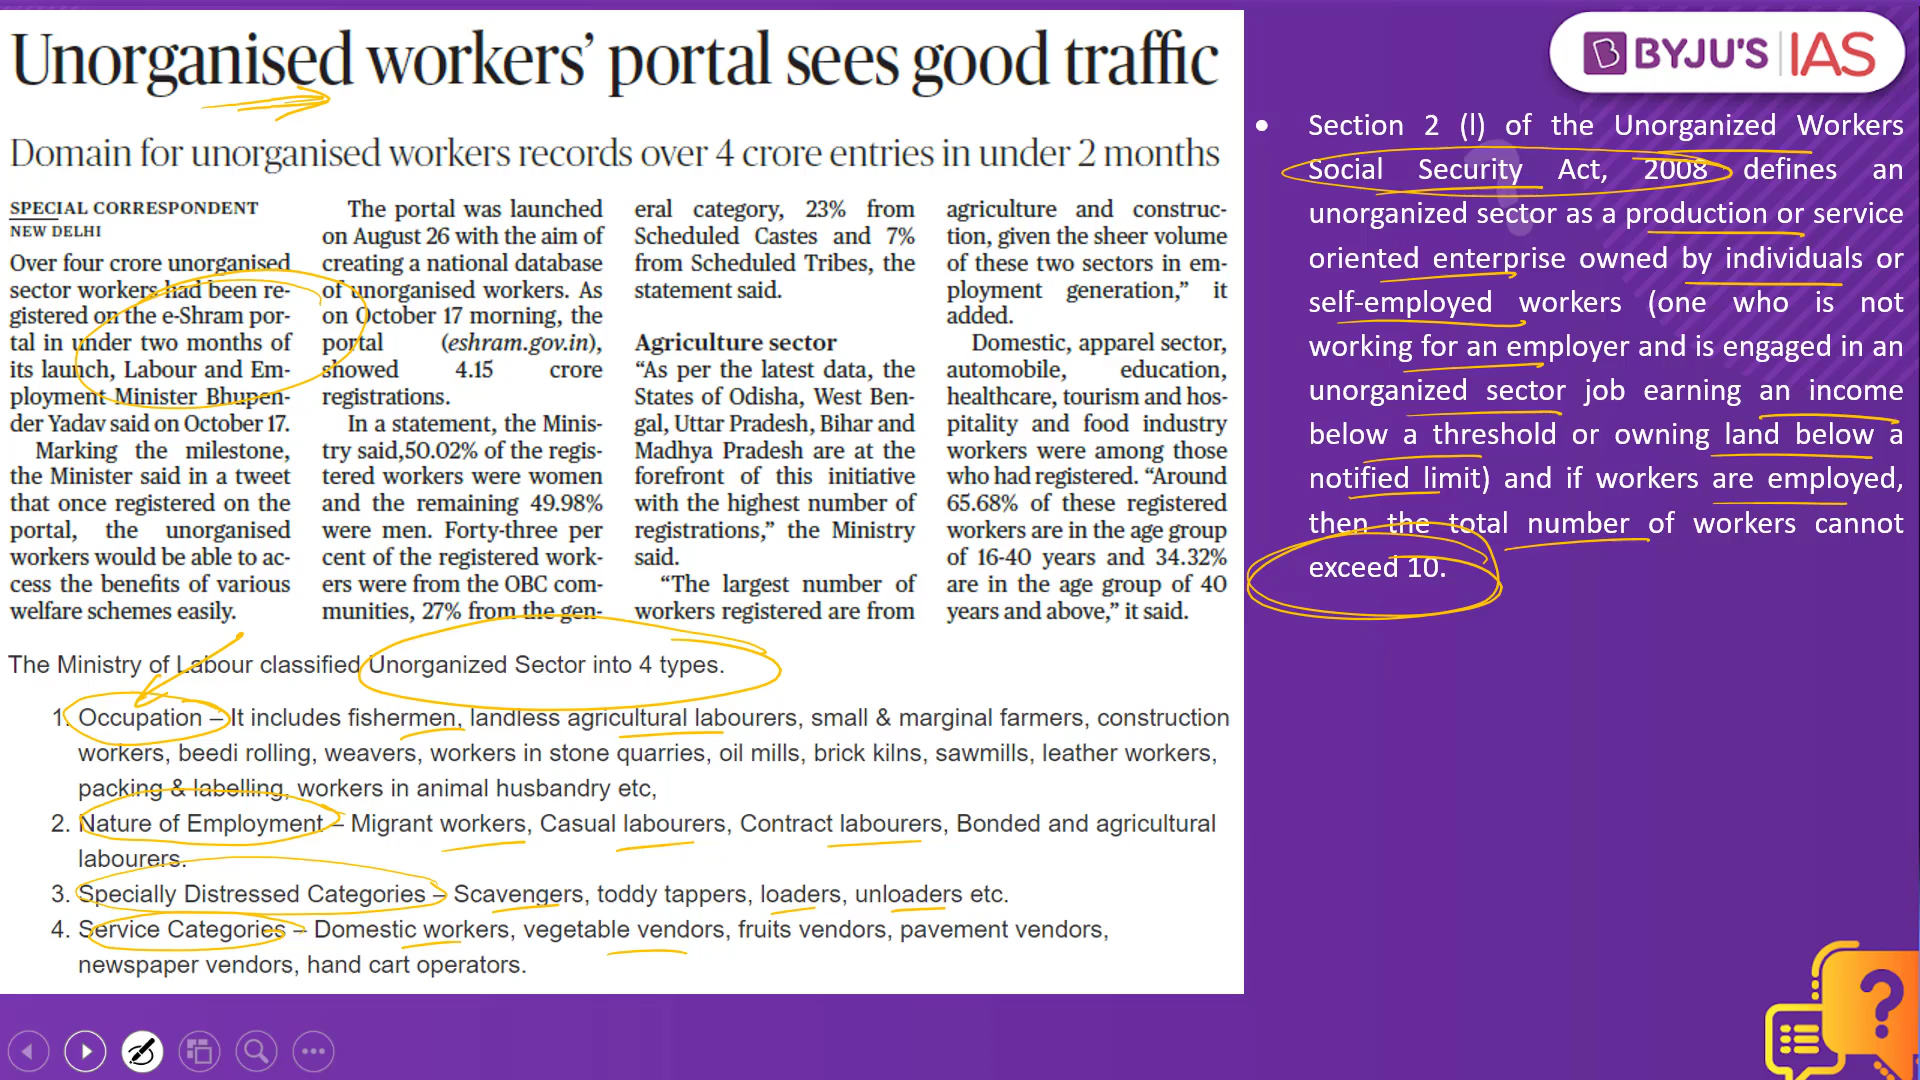 Unorganised workers’ portal sees good traffic
Domain for unorganised workers records over 4 crore entries in under 2 months
SPECIAL CORRESPONDENT
NEW DELHI
Over four crore unorganised
sector workers had been re-
gistered on the e-Shram por-
tal in under two months of
its launch, Labour and Em-
ployment Minister Bhupen-
der Yadav said on October 17.
Marking the milestone,
the Minister said in a tweet
that once registered on the
portal, the unorganised
workers would be able to ac-
cess the benefits of various
welfare schemes easily.
The portal was launched
on August 26 with the aim of
creating a national database
of unorganised workers. As
on October 17 morning, the
portal (eshram.gov.in),
showed 4.15 crore
registrations.
In a statement, the Minis-
try said,50.02% of the regis-
tered workers were women
and the remaining 49.98%
were men. Forty-three per
cent of the registered work-
ers were from the OBC com-
munities, 27% from the gen-
eral category, 23% from
Scheduled Castes and 7%
from Scheduled Tribes, the
statement said.
Agriculture sector
“As per the latest data, the
States of Odisha, West Ben-
gal, Uttar Pradesh, Bihar and
Madhya Pradesh are at the
forefront of this initiative
with the highest number of
registrations,” the Ministry
said.
“The largest number of
workers registered are from
agriculture and construc-
tion, given the sheer volume
of these two sectors in em-
ployment generation,” it
added.
Domestic, apparel sector,
automobile, education,
healthcare, tourism and hos-
pitality and food industry
workers were among those
who had registered. “Around
65.68% of these registered
workers are in the age group
of 16-40 years and 34.32%
are in the age group of 40
years and above,” it said.
The Ministry of Labour classified Unorganized Sector into 4 types.
1. Occupation – It includes fishermen, landless agricultural labourers, small & marginal farmers, construction
workers, beedi rolling, weavers, workers in stone quarries, oil mills, brick kilns, sawmills, leather workers,
packing & labelling, workers in animal husbandry etc,
2. Nature of Employment – Migrant workers, Casual labourers, Contract labourers, Bonded and agricultural
labourers.
3. Specially Distressed Categories – Scavengers, toddy tappers, loaders, unloaders etc.
4. Service Categories – Domestic workers, vegetable vendors, fruits vendors, pavement vendors,
newspaper vendors, hand cart operators.
BYJU'S IAS
• Section 2 (l) of the Unorganized Workers
Social Security Act, 2008 defines an
unorganized sector as a production or service
oriented enterprise owned by individuals or
self-employed workers (one who is not
working for an employer and is engaged in an
unorganized sector job earning an income
below a threshold or owning land below a
notified limit) and if workers are employed,
then the total number of workers cannot
exceed 10.